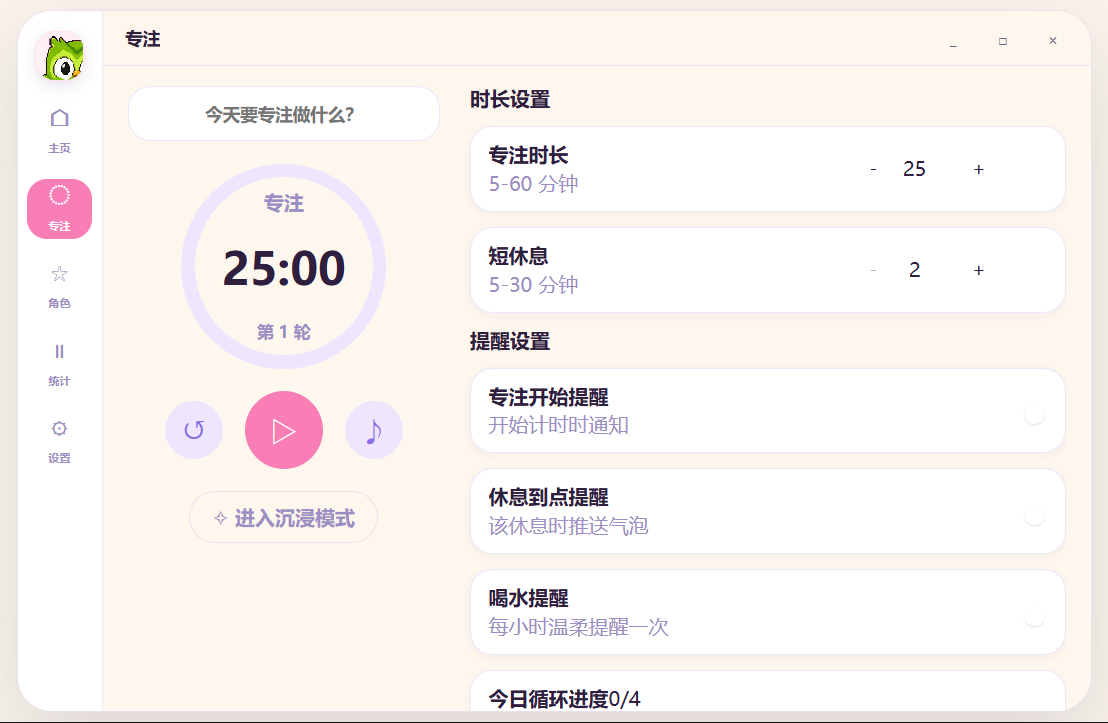 专注
主页
专注
角色
统计
设置
今天要专注做什么?
专注
25:00
第 1 轮
进入沉浸模式
时长设置
专注时长
5-60 分钟
- 25 +
短休息
5-30 分钟
- 2 +
提醒设置
专注开始提醒
开始计时时通知
休息到点提醒
该休息时推送气泡
喝水提醒
每小时温柔提醒一次
今日循环进度0/4